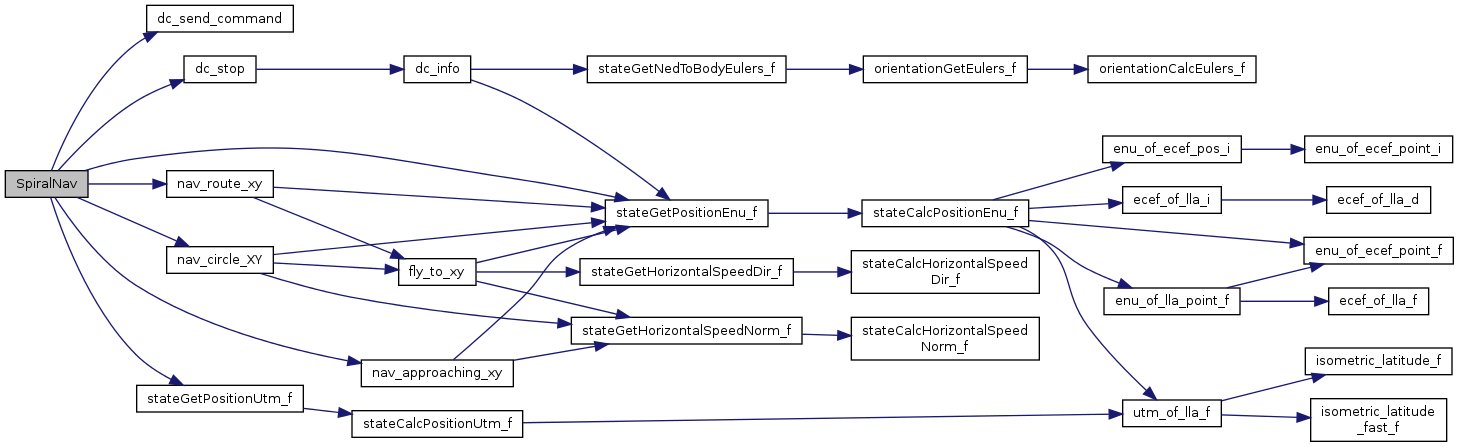 dc_send_command
dc_stop
dc_info
stateGetNedToBodyEulers_f
orientationGetEulers_f
orientationCalcEulers_f
enu_of_ecef_pos_i
enu_of_ecef_point_i
SpiralNav
nav_route_xy
stateGetPositionEnu_f
stateCalcPositionEnu_f
ecef_of_lla_i
ecef_of_lla_d
nav_circle_XY
fly_to_xy
stateGetHorizontalSpeedDir_f
stateCalcHorizontalSpeed
Dir_f
enu_of_ecef_point_f
enu_of_lla_point_f
ecef_of_lla_f
stateGetHorizontalSpeedNorm_f
stateCalcHorizontalSpeed
Norm_f
nav_approaching_xy
isometric_latitude_f
stateGetPositionUtm_f
stateCalcPositionUtm_f
utm_of_lla_f
isometric_latitude
_fast_f